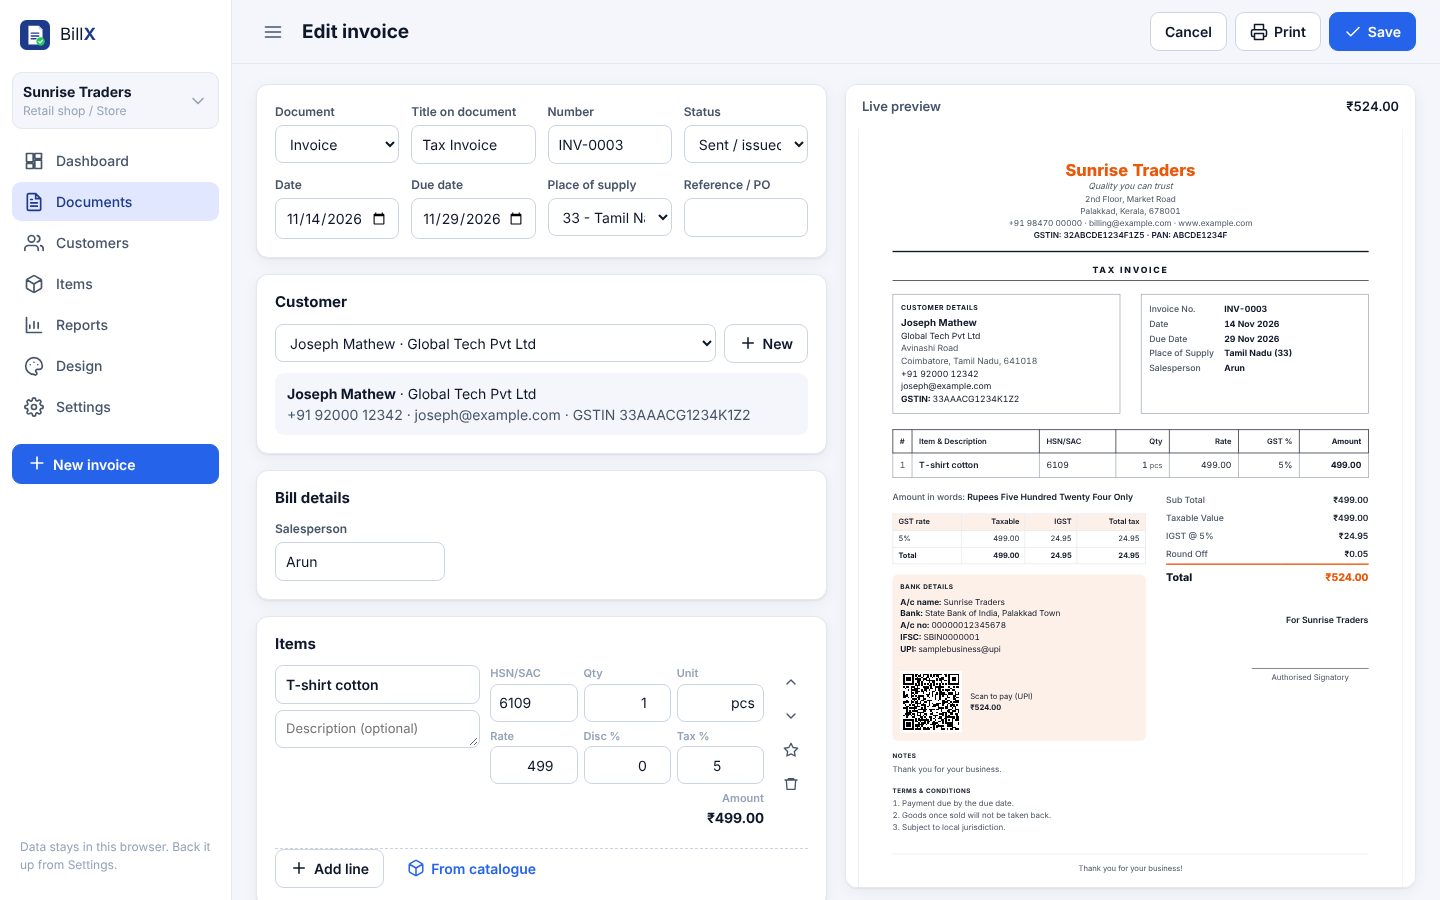 BillX
Sunrise Traders
Retail shop / Store
Dashboard
Documents
Customers
Items
Reports
Design
Settings
New invoice
Data stays in this browser. Back it
up from Settings.
Edit invoice
Cancel
Print
Save
Document
Title on document
Number
Status
Invoice
Tax Invoice
INV-0003
Sent / issued
Date
Due date
Place of supply
Reference / PO
11/14/2026
11/29/2026
33 - Tamil Na
Customer
Joseph Mathew · Global Tech Pvt Ltd
New
Joseph Mathew · Global Tech Pvt Ltd
+91 92000 12342 · joseph@example.com · GSTIN 33AAACG1234K1Z2
Bill details
Salesperson
Arun
Items
T-shirt cotton
Description (optional)
HSN/SAC
Qty
Unit
6109
1
pcs
Rate
Disc %
Tax %
499
0
5
Amount
₹499.00
Add line
From catalogue
Live preview
₹524.00
Sunrise Traders
Quality you can trust
2nd Floor, Market Road
Palakkad, Kerala, 678001
+91 98470 00000 · billing@example.com · www.example.com
GSTIN: 32ABCDE1234F1Z5 · PAN: ABCDE1234F
TAX INVOICE
CUSTOMER DETAILS
Joseph Mathew
Global Tech Pvt Ltd
Avinashi Road
Coimbatore, Tamil Nadu, 641018
+91 92000 12342
joseph@example.com
GSTIN: 33AAACG1234K1Z2
Invoice No. INV-0003
Date 14 Nov 2026
Due Date 29 Nov 2026
Place of Supply Tamil Nadu (33)
Salesperson Arun
# Item & Description HSN/SAC Qty Rate GST % Amount
1 T-shirt cotton 6109 1 pcs 499.00 5% 499.00
Amount in words: Rupees Five Hundred Twenty Four Only
GST rate Taxable IGST Total tax
5% 499.00 24.95 24.95
Total 499.00 24.95 24.95
Sub Total ₹499.00
Taxable Value ₹499.00
IGST @ 5% ₹24.95
Round Off ₹0.05
Total ₹524.00
BANK DETAILS
A/c name: Sunrise Traders
Bank: State Bank of India, Palakkad Town
A/c no: 00000012345678
IFSC: SBIN0000001
UPI: samplebusiness@upi
Scan to pay (UPI)
₹524.00
For Sunrise Traders
Authorised Signatory
NOTES
Thank you for your business.
TERMS & CONDITIONS
1. Payment due by the due date.
2. Goods once sold will not be taken back.
3. Subject to local jurisdiction.
Thank you for your business!